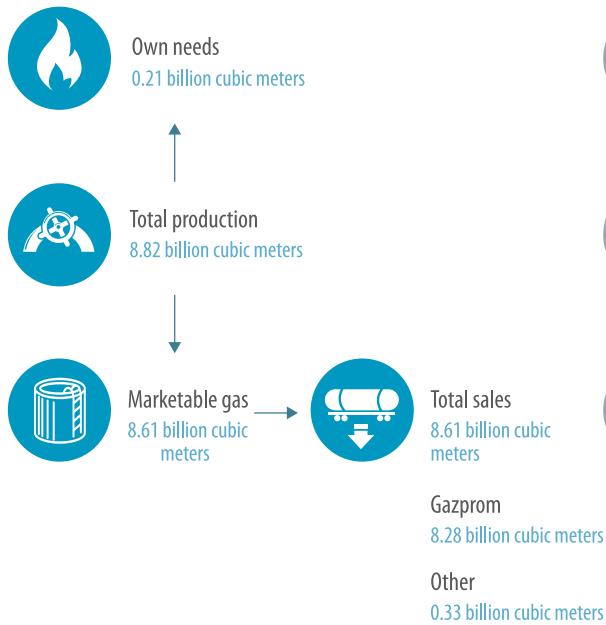 Own needs
0.21 billion cubic meters
Total production
8.82 billion cubic meters
Marketable gas
8.61 billion cubic
meters
Total sales
8.61 billion cubic
meters
Gazprom
8.28 billion cubic meters
Other
0.33 billion cubic meters